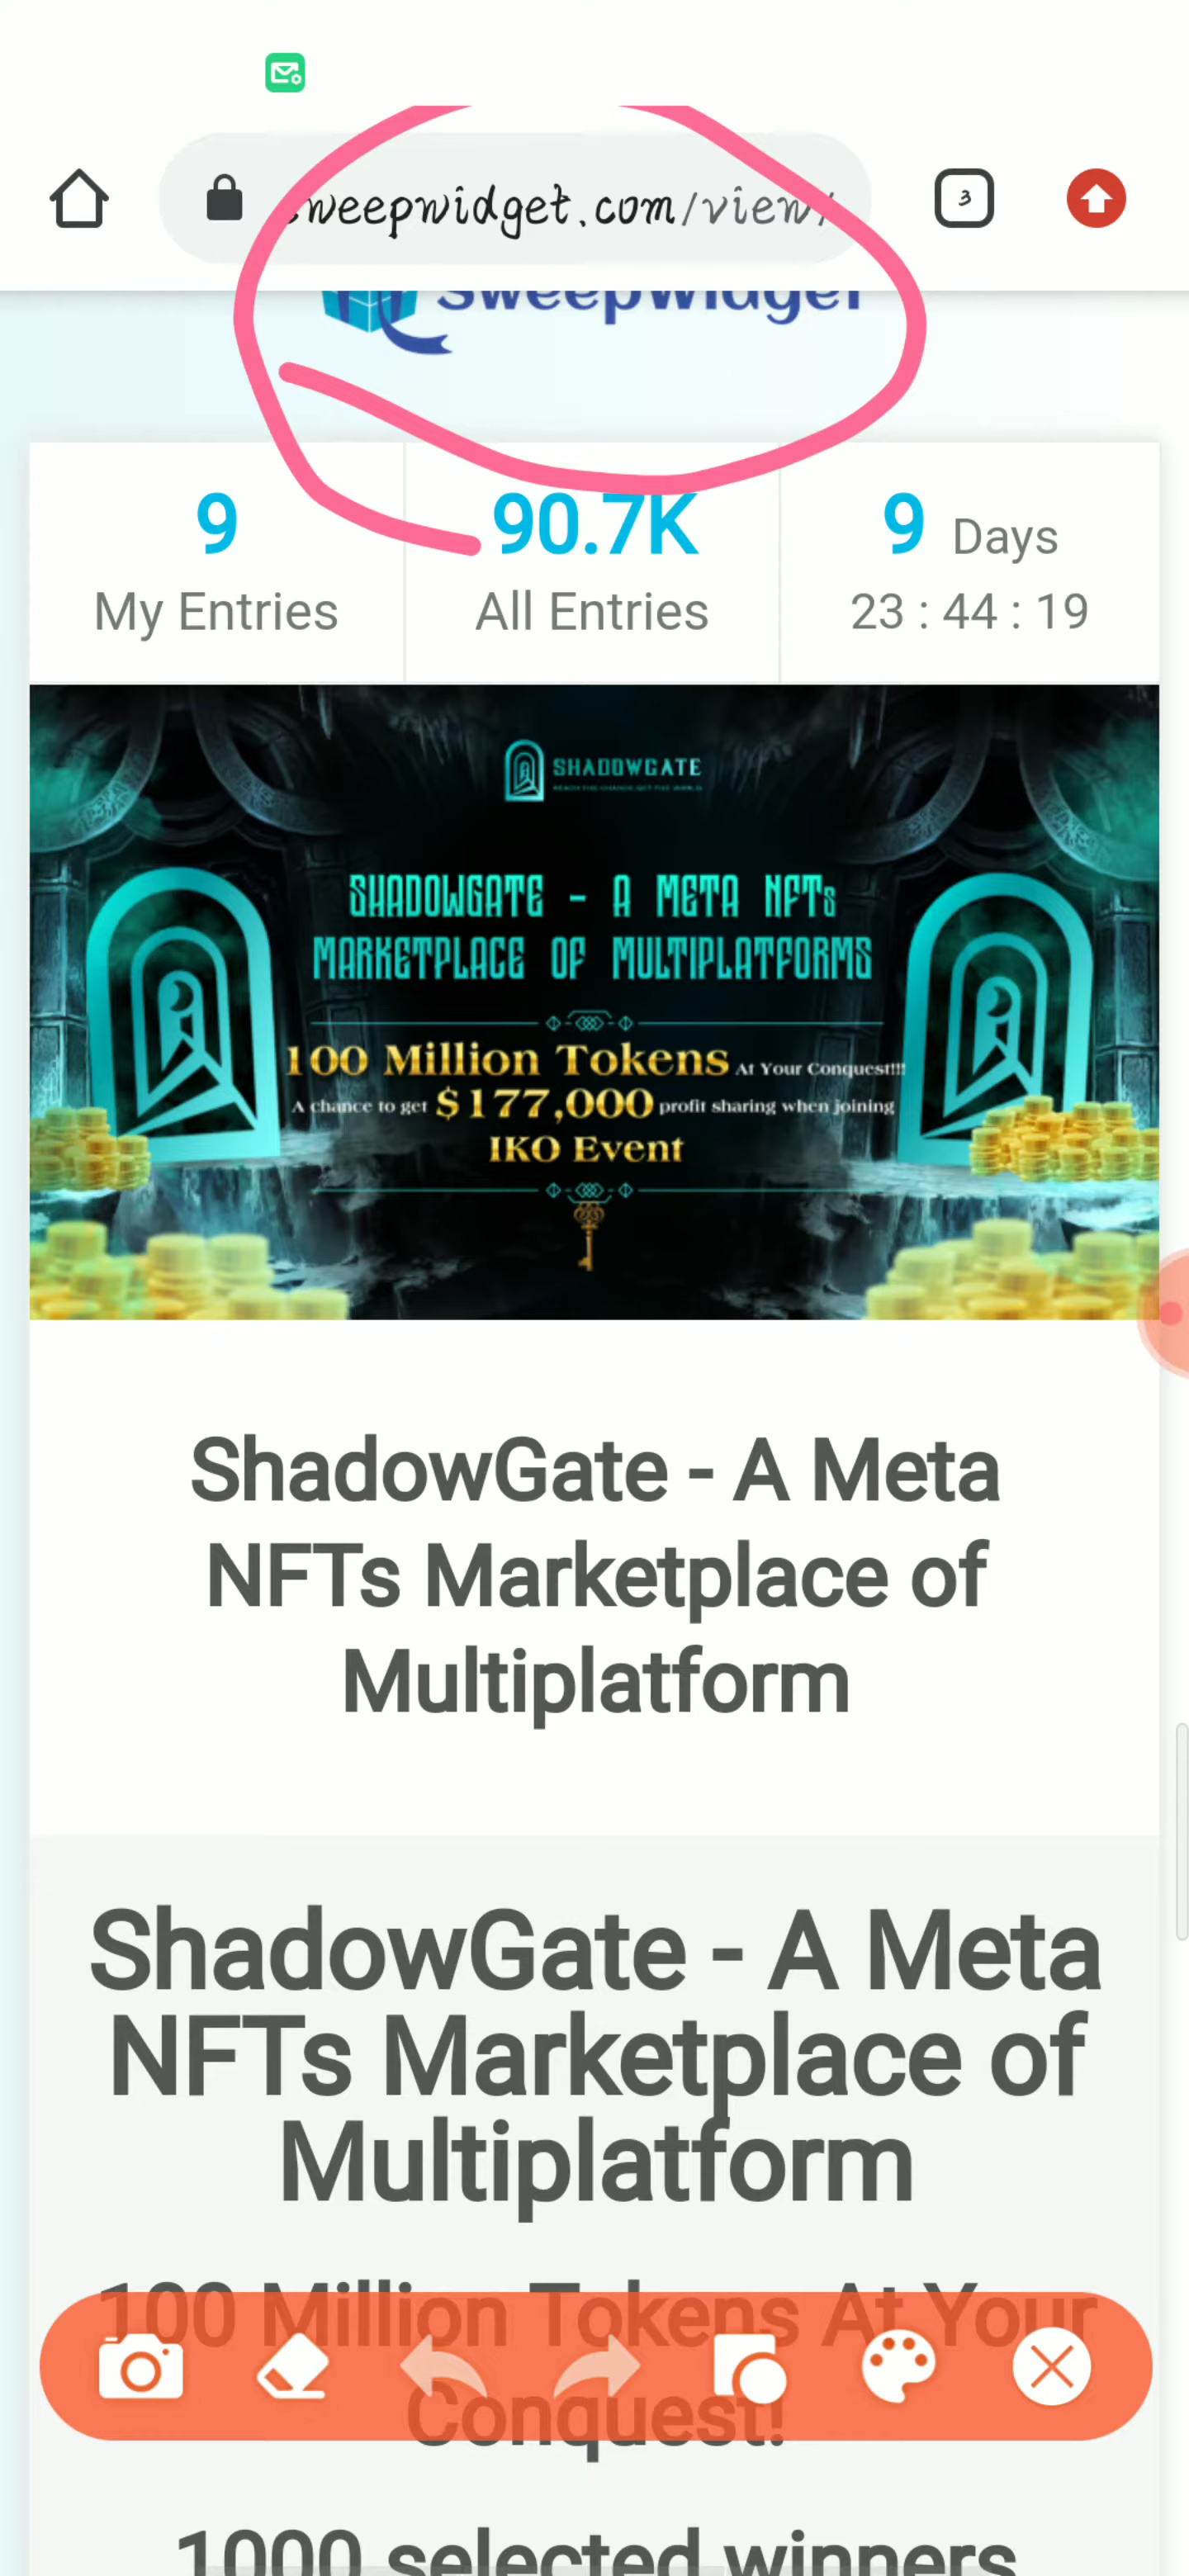 sweepwidget.com/view/
3
SweepWidget
9
90.7K
9 Days
My Entries
All Entries
23 : 44 : 19
SHADOWGATE
SHADOWGATE - A META NFTs
MARKETPLACE OF MULTIPLATFORMS
100 Million Tokens At Your Conquest!!!
A chance to get $177,000 profit sharing when joining
IKO Event
ShadowGate - A Meta
NFTs Marketplace of
Multiplatform
ShadowGate - A Meta
NFTs Marketplace of
Multiplatform
100 Million Tokens At Your
Conquest!
1000 selected winners